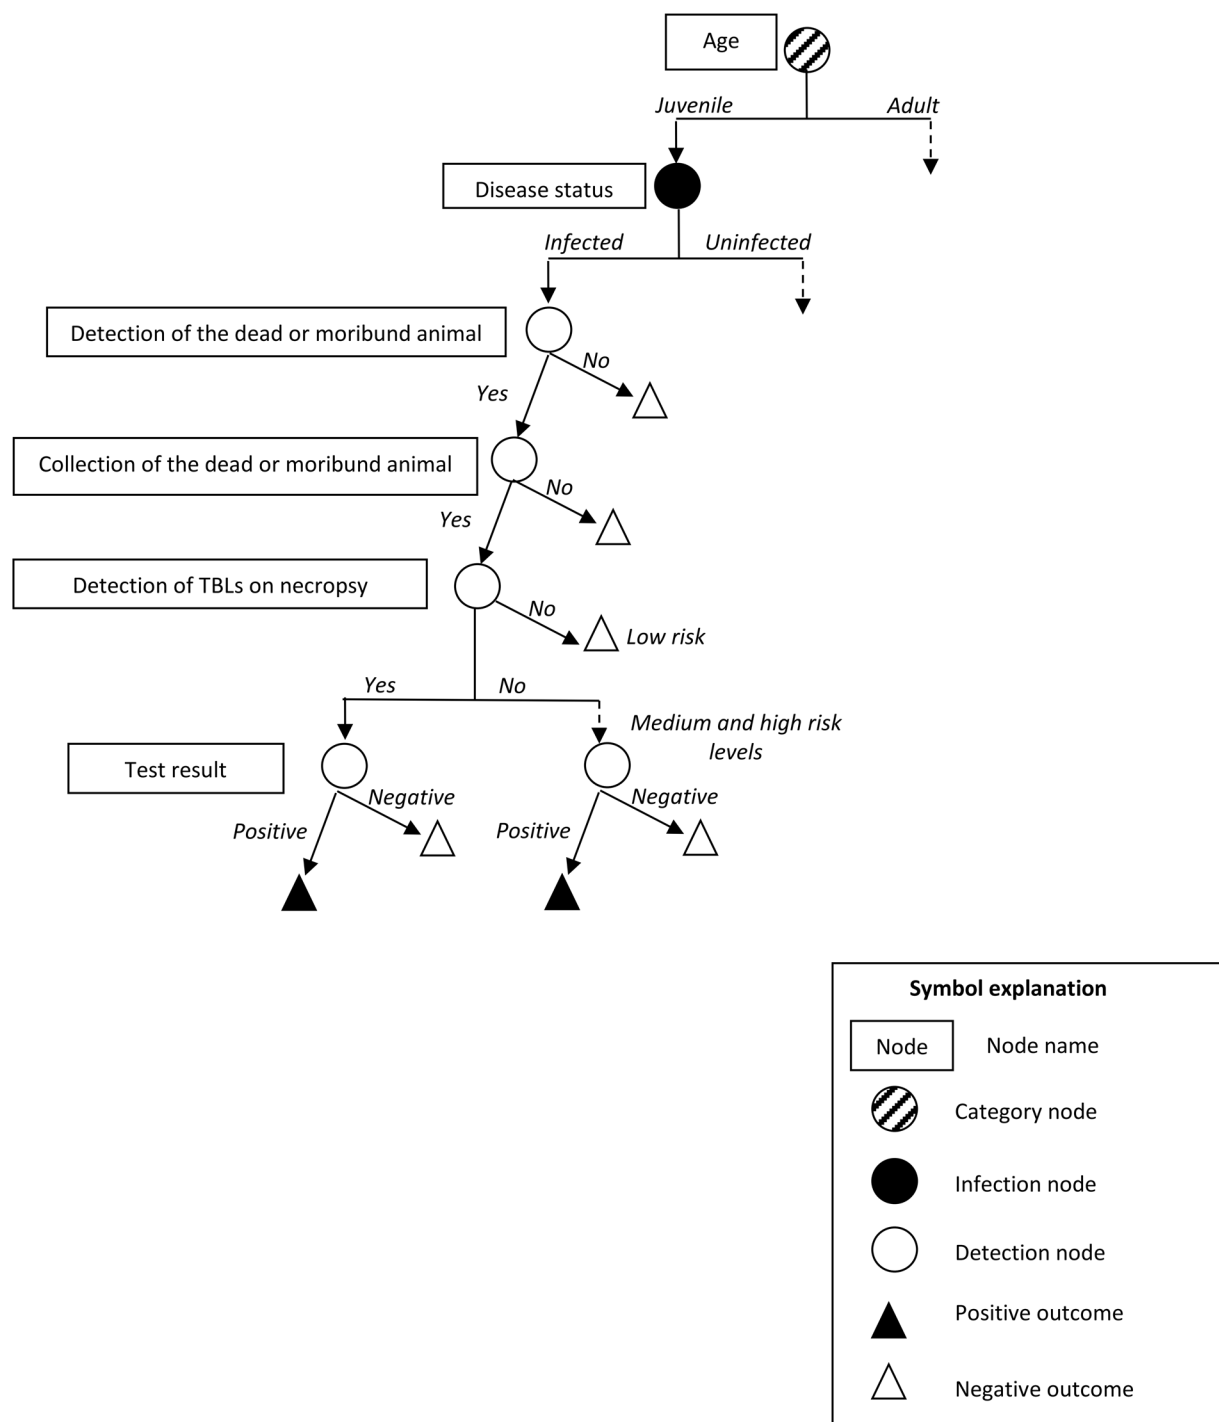 Age
Juvenile
Adult
Disease status
Infected
Uninfected
Detection of the dead or moribund animal
No
Yes
Collection of the dead or moribund animal
No
Yes
Detection of TBLs on necropsy
No
Low risk
Yes
No
Medium and high risk
levels
Test result
Negative
Positive
Negative
Positive
Symbol explanation
Node
Node name
Category node
Infection node
Detection node
Positive outcome
Negative outcome